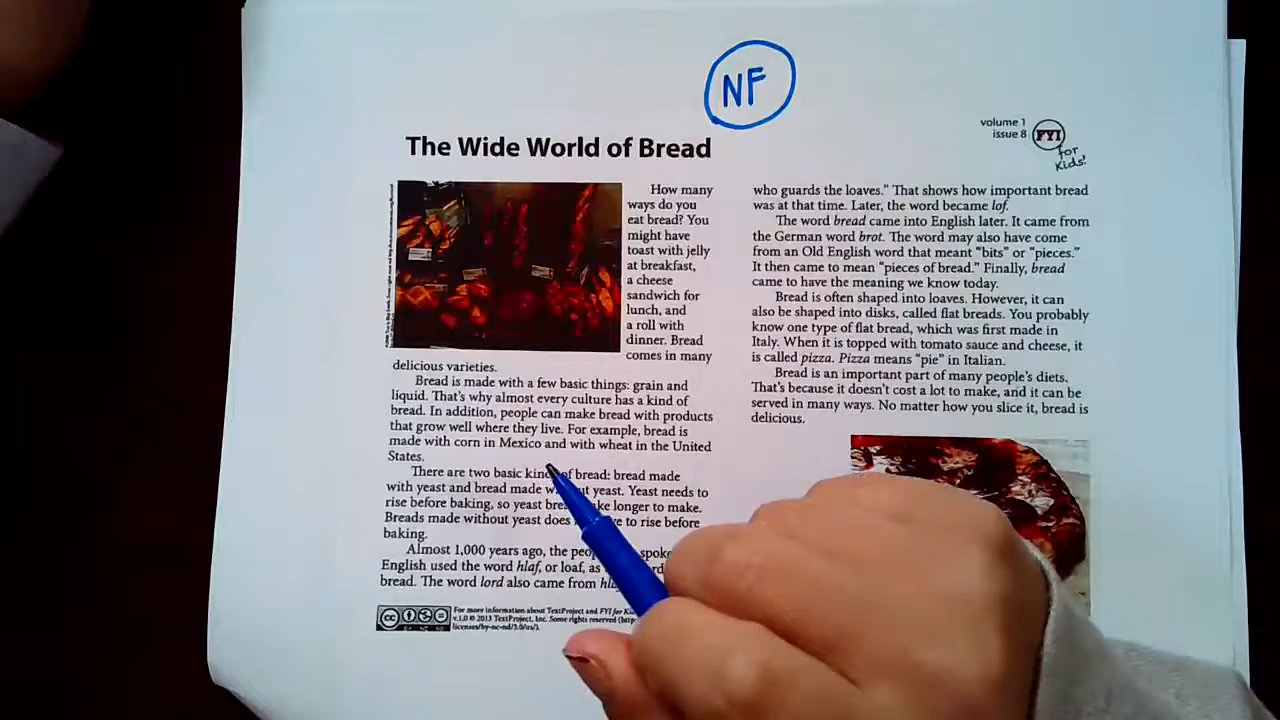 NF
volume 1
issue 8
FYI
for
Kids!
The Wide World of Bread
How many
ways do you
eat bread? You
might have
toast with jelly
at breakfast,
a cheese
sandwich for
lunch, and
a roll with
dinner. Bread
comes in many
delicious varieties.
Bread is made with a few basic things: grain and
liquid. That's why almost every culture has a kind of
bread. In addition, people can make bread with products
that grow well where they live. For example, bread is
made with corn in Mexico and with wheat in the United
States.
There are two basic kinds of bread: bread made
with yeast and bread made without yeast. Yeast needs to
rise before baking, so yeast breads take longer to make.
Breads made without yeast does to rise before
baking.
Almost 1,000 years ago, the spoke
English used the word hlaf, or loaf, as
bread. The word lord also came from
who guards the loaves." That shows how important bread
was at that time. Later, the word became lof.
The word bread came into English later. It came from
the German word brot. The word may also have come
from an Old English word that meant "bits" or "pieces."
It then came to mean "pieces of bread." Finally, bread
came to have the meaning we know today.
Bread is often shaped into loaves. However, it can
also be shaped into disks, called flat breads. You probably
know one type of flat bread, which was first made in
Italy. When it is topped with tomato sauce and cheese, it
is called pizza. Pizza means "pie" in Italian.
Bread is an important part of many people's diets.
That's because it doesn't cost a lot to make, and it can be
served in many ways. No matter how you slice it, bread is
delicious.
For more information about TextProject and FYI for
v.1.0 © 2013 TextProject, Inc. Some rights reserved
licenses/by-nc-nd/3.0/us/).